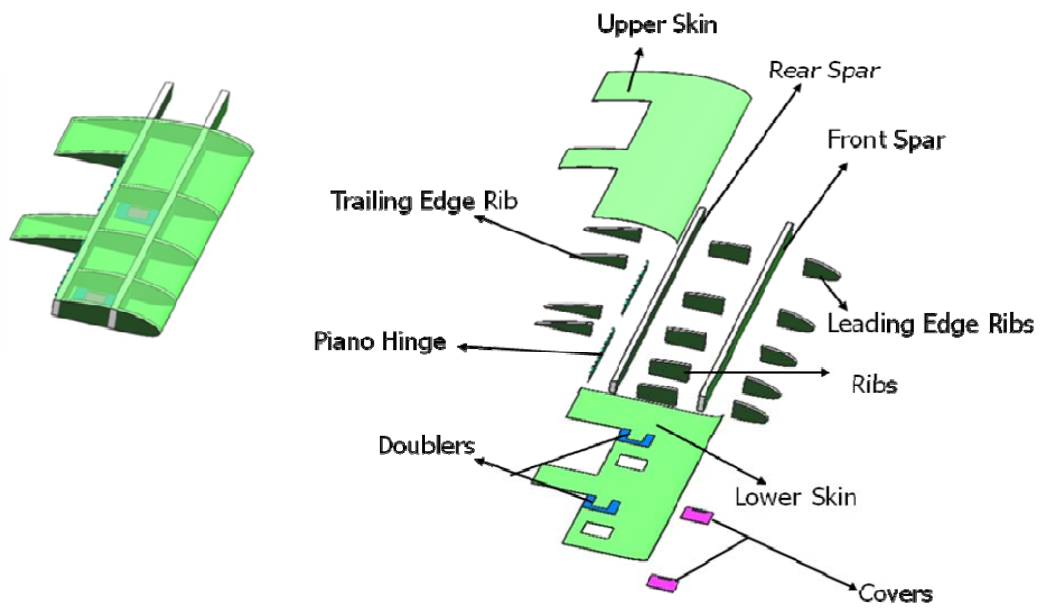 Upper Skin
Rear Spar
Front Spar
Trailing Edge Rib
Leading Edge Ribs
Piano Hinge
Ribs
Doublers
Lower Skin
Covers